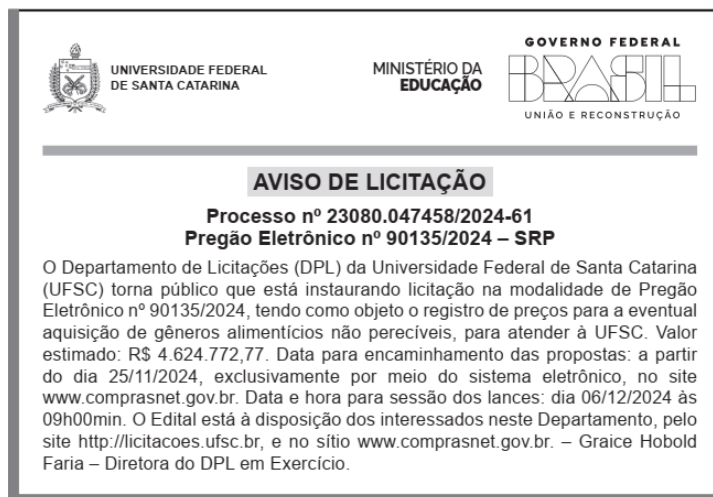 UNIVERSIDADE FEDERAL
DE SANTA CATARINA
MINISTÉRIO DA
EDUCAÇÃO
GOVERNO FEDERAL
BRASIL
UNIÃO E RECONSTRUÇÃO
AVISO DE LICITAÇÃO
Processo nº 23080.047458/2024-61
Pregão Eletrônico nº 90135/2024 – SRP
O Departamento de Licitações (DPL) da Universidade Federal de Santa Catarina
(UFSC) torna público que está instaurando licitação na modalidade de Pregão
Eletrônico nº 90135/2024, tendo como objeto o registro de preços para a eventual
aquisição de gêneros alimentícios não perecíveis, para atender à UFSC. Valor
estimado: R$ 4.624.772,77. Data para encaminhamento das propostas: a partir
do dia 25/11/2024, exclusivamente por meio do sistema eletrônico, no site
www.comprasnet.gov.br. Data e hora para sessão dos lances: dia 06/12/2024 às
09h00min. O Edital está à disposição dos interessados neste Departamento, pelo
site http://licitacoes.ufsc.br, e no sítio www.comprasnet.gov.br. – Graice Hobold
Faria – Diretora do DPL em Exercício.